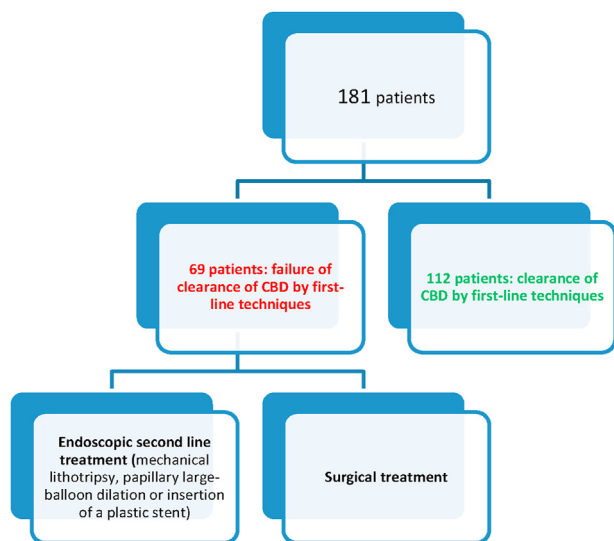 181 patients
69 patients: failure of
clearance of CBD by first-
line techniques
112 patients: clearance of
CBD by first-line techniques
Endoscopic second line
treatment (mechanical
lithotripsy, papillary large-
balloon dilation or insertion
of a plastic stent)
Surgical treatment